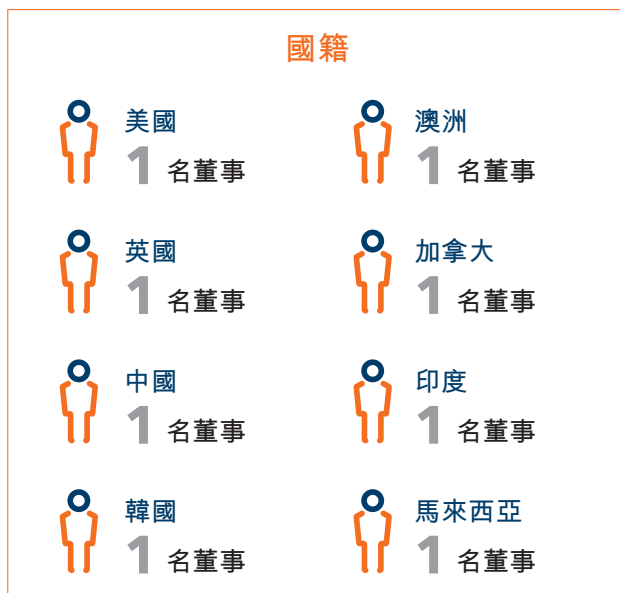 國籍
美國
1 名董事
澳洲
1 名董事
英國
1 名董事
加拿大
1 名董事
中國
1 名董事
印度
1 名董事
韓國
1 名董事
馬來西亞
1 名董事